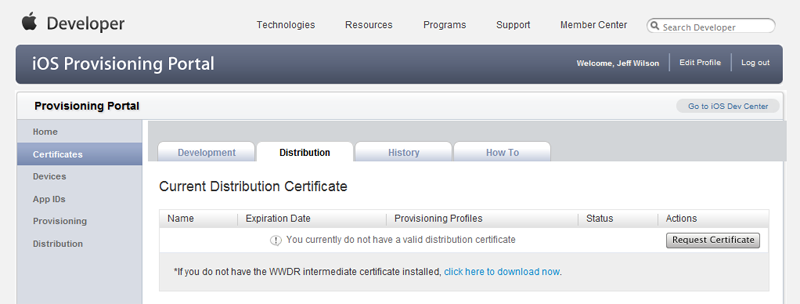 Developer
Technologies Resources Programs Support Member Center Search Developer
iOS Provisioning Portal
Welcome, Jeff Wilson Edit Profile Log out
Provisioning Portal
Go to iOS Dev Center
Home
Certificates
Devices
App IDs
Provisioning
Distribution
Development Distribution History How To
Current Distribution Certificate
Name Expiration Date Provisioning Profiles Status Actions
You currently do not have a valid distribution certificate Request Certificate
*If you do not have the WWDR intermediate certificate installed, click here to download now.